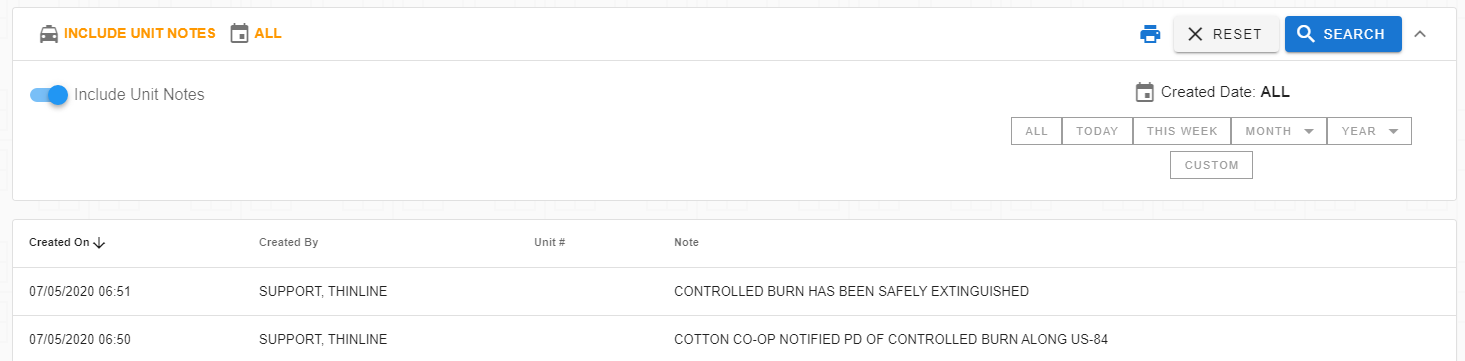 INCLUDE UNIT NOTES ALL RESET SEARCH
Include Unit Notes
Created Date: ALL
ALL TODAY THIS WEEK MONTH YEAR
CUSTOM
Created On Created By Unit # Note
07/05/2020 06:51 SUPPORT, THINLINE CONTROLLED BURN HAS BEEN SAFELY EXTINGUISHED
07/05/2020 06:50 SUPPORT, THINLINE COTTON CO-OP NOTIFIED PD OF CONTROLLED BURN ALONG US-84